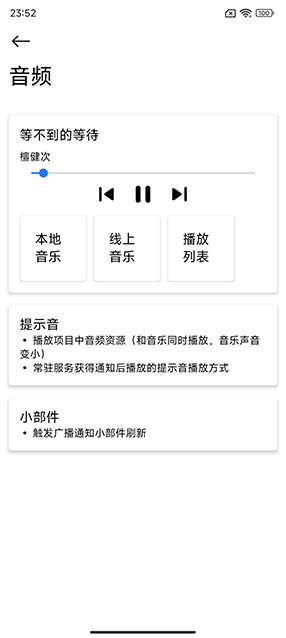 23:52
100
音频
等不到的等待
檀健次
本地
音乐
线上
音乐
播放
列表
提示音
• 播放项目中音频资源（和音乐同时播放，音乐声音
变小）
• 常驻服务获得通知后播放的提示音播放方式
小部件
• 触发广播通知小部件刷新